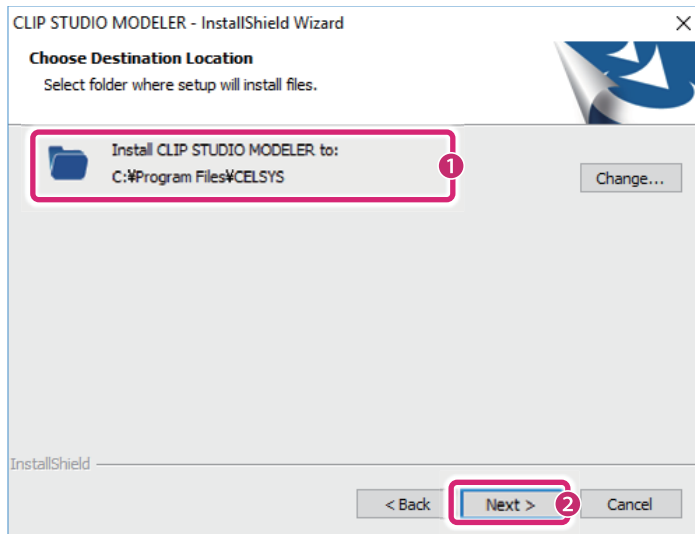 CLIP STUDIO MODELER - InstallShield Wizard
Choose Destination Location
Select folder where setup will install files.
Install CLIP STUDIO MODELER to:
C:¥Program Files¥CELSYS
1
Change...
InstallShield
< Back
Next >
2
Cancel